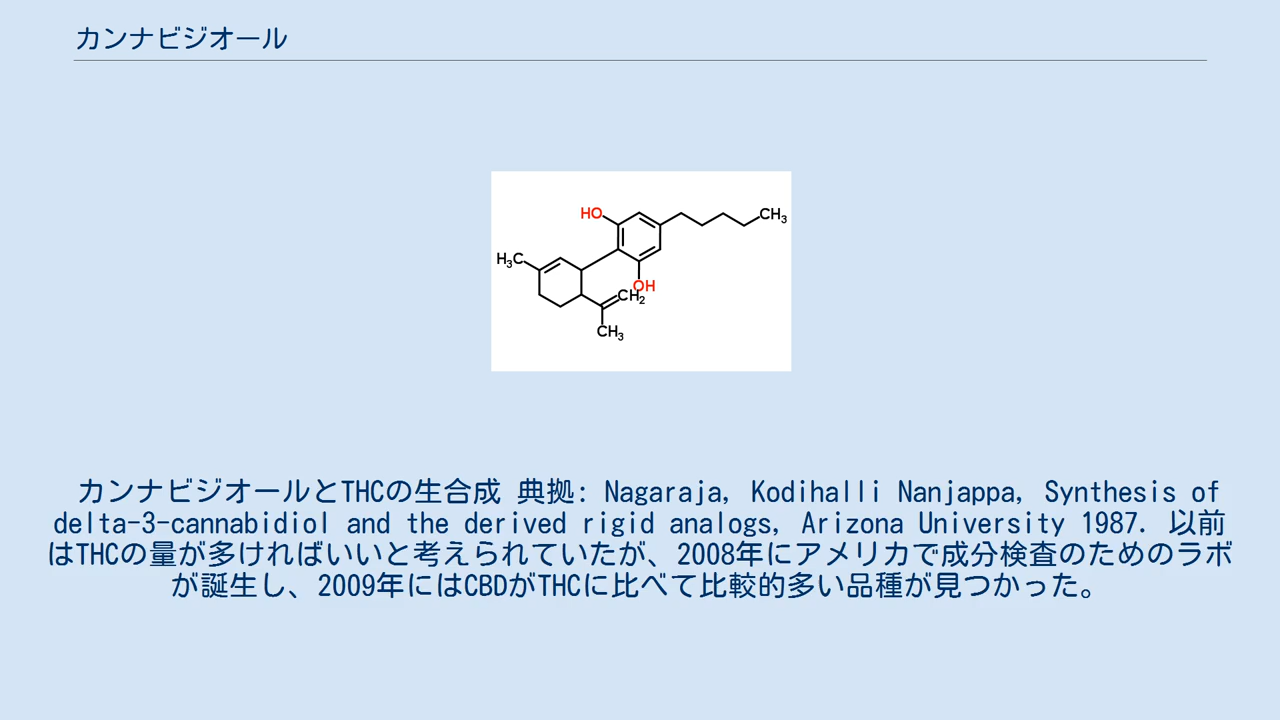 カンナビジオール
HO
CH3
H3C
OH
CH2
CH3
カンナビジオールとTHCの生合成 典拠: Nagaraja, Kodihalli Nanjappa, Synthesis of
delta-3-cannabidiol and the derived rigid analogs, Arizona University 1987. 以前
はTHCの量が多ければいいと考えられていたが、2008年にアメリカで成分検査のためのラボ
が誕生し、2009年にはCBDがTHCに比べて比較的多い品種が見つかった。